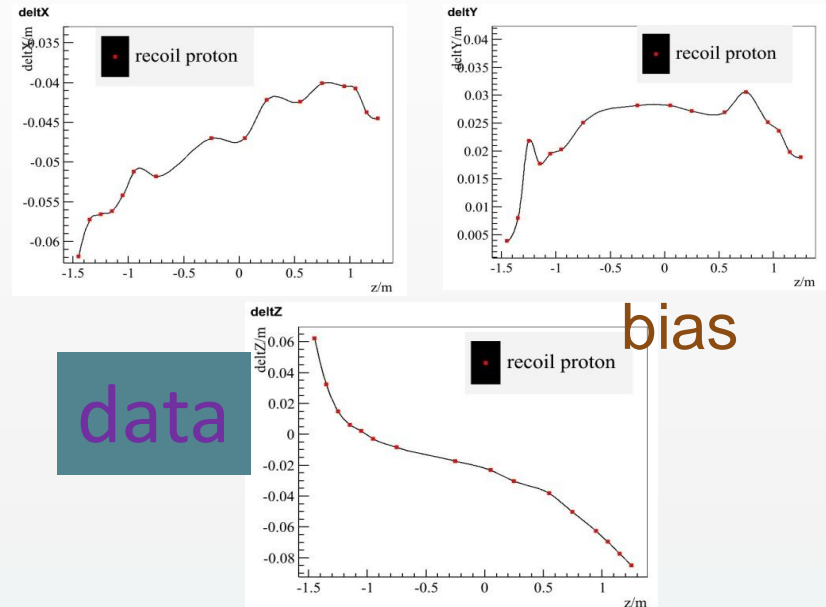 deltX
deltX/m
recoil proton
-0.035
-0.04
-0.045
-0.05
-0.055
-0.06
-1.5 -1 -0.5 0 0.5 1
z/m
deltY
deltY/m
recoil proton
0.04
0.035
0.03
0.025
0.02
0.015
0.01
0.005
-1.5 -1 -0.5 0 0.5 1
z/m
bias
data
deltZ
deltZ/m
recoil proton
0.06
0.04
0.02
0
-0.02
-0.04
-0.06
-0.08
-1.5 -1 -0.5 0 0.5 1
z/m